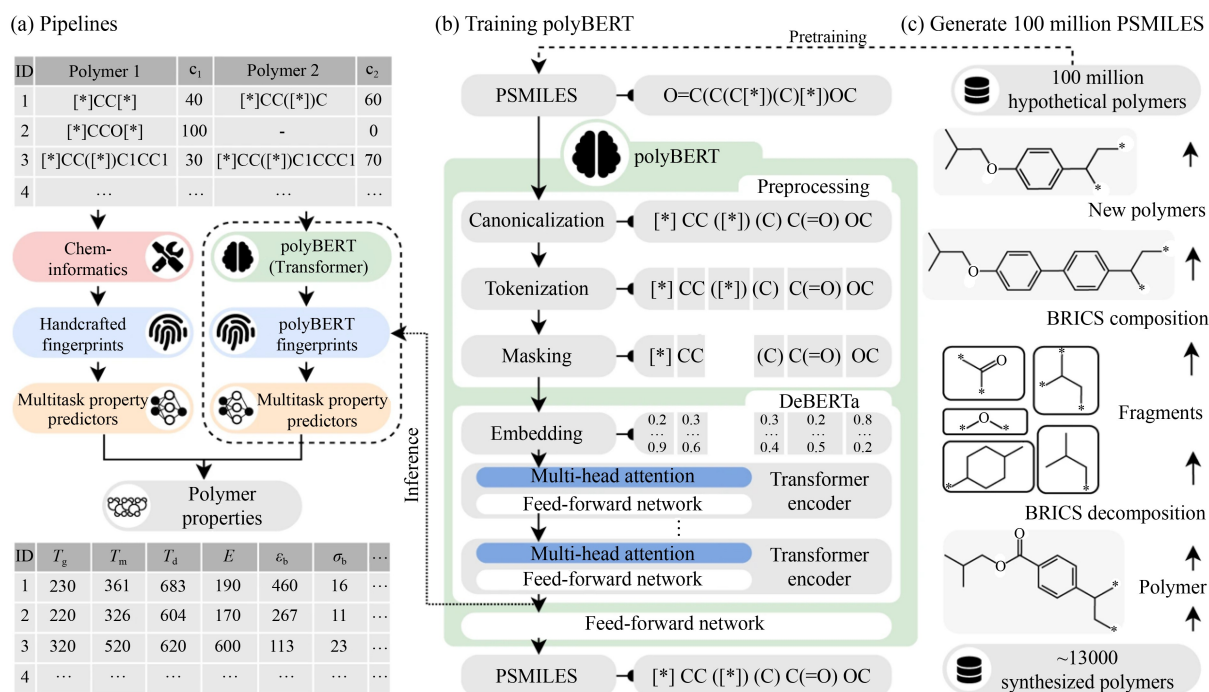 (a) Pipelines
ID Polymer 1 c1 Polymer 2 c2
1 [*]CC[*] 40 [*]CC([*])C 60
2 [*]CCO[*] 100 - 0
3 [*]CC([*])C1CC1 30 [*]CC([*])C1CCC1 70
4 ... ... ... ...
Chem-
informatics
polyBERT
(Transformer)
Handcrafted
fingerprints
polyBERT
fingerprints
Multitask property
predictors
Multitask property
predictors
Polymer
properties
ID Tg Tm Td E εb σb ...
1 230 361 683 190 460 16
2 220 326 604 170 267 11
3 320 520 620 600 113 23
4 ... ... ... ... ... ...
Inference
(b) Training polyBERT
Pretraining
PSMILES O=C(C(C[*])(C)[*])OC
polyBERT
Preprocessing
Canonicalization [*] CC ([*]) (C) C(=O) OC
Tokenization [*] CC ([*]) (C) C(=O) OC
Masking [*] CC (C) C(=O) OC
DeBERTa
Embedding
0.2 0.3 0.3 0.2 0.8
... ... ... ... ...
0.9 0.6 0.4 0.5 0.2
Multi-head attention
Feed-forward network
Transformer
encoder
⋮
Multi-head attention
Feed-forward network
Transformer
encoder
Feed-forward network
PSMILES [*] CC ([*]) (C) C(=O) OC
(c) Generate 100 million PSMILES
100 million
hypothetical polymers
*
O
*
New polymers
*
O
*
BRICS composition
* O
*
*
*
*
* O *
Fragments
*
*
BRICS decomposition
O
O
*
*
Polymer
~13000
synthesized polymers